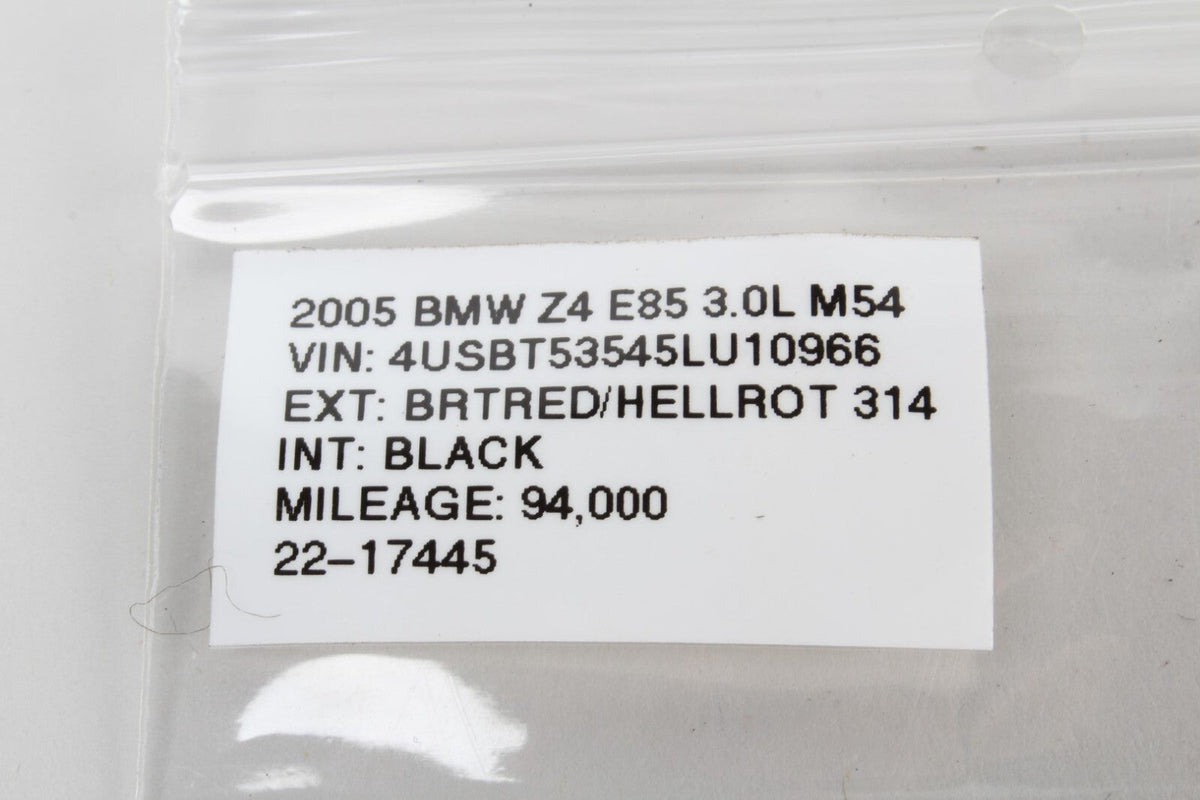 2005 BMW Z4 E85 3.0L M54
VIN: 4USBT53545LU10966
EXT: BRTRED/HELLROT 314
INT: BLACK
MILEAGE: 94,000
22-17445